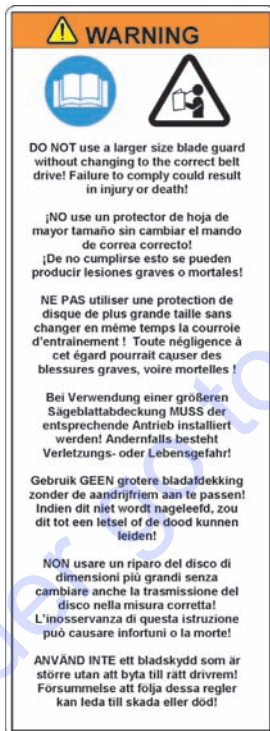 WARNING
DO NOT use a larger size blade guard
without changing to the correct belt
drive! Failure to comply could result
in injury or death!
¡NO use un protector de hoja de
mayor tamaño sin cambiar el mando
de correa correcto!
¡De no cumplirse esto se pueden
producir lesiones graves o mortales!
NE PAS utiliser une protection de
disque de plus grande taille sans
changer en même temps la courroie
d'entraînement ! Toute négligence à
cet égard pourrait causer des
blessures graves, voire mortelles !
Bei Verwendung einer größeren
Sägeblattabdeckung MUSS der
entsprechende Antrieb installiert
werden! Andernfalls besteht
Verletzungs- oder Lebensgefahr!
Gebruik GEEN grotere bladafdekking
zonder de aandrijfriem aan te passen!
Indien dit niet wordt nageleefd, zou
dit tot een letsel of de dood kunnen
leiden!
NON usare un riparo del disco di
dimensioni più grandi senza
cambiare anche la trasmissione del
disco nella misura corretta!
L'inosservanza di questa istruzione
può causare infortuni o la morte!
ANVÄND INTE ett bladskydd som är
större utan att byta till rätt drivrem!
Försummelse att följa dessa regler
kan leda till skada eller död!